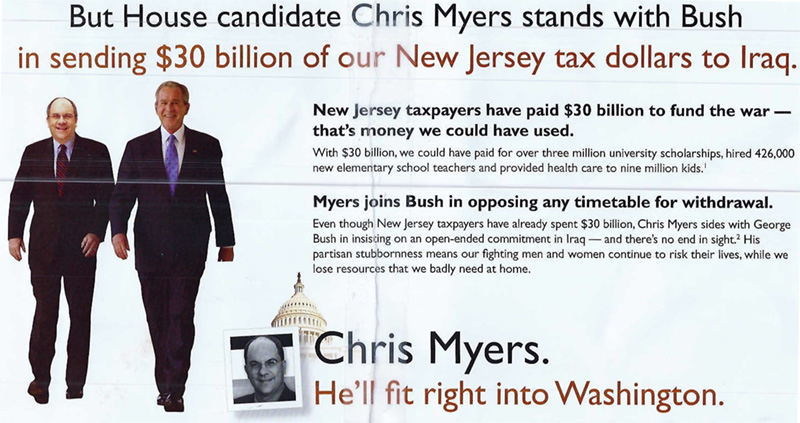 But House candidate Chris Myers stands with Bush
in sending $30 billion of our New Jersey tax dollars to Iraq.
New Jersey taxpayers have paid $30 billion to fund the war —
that's money we could have used.
With $30 billion, we could have paid for over three million university scholarships, hired 426,000
new elementary school teachers and provided health care to nine million kids.¹
Myers joins Bush in opposing any timetable for withdrawal.
Even though New Jersey taxpayers have already spent $30 billion, Chris Myers sides with George
Bush in insisting on an open-ended commitment in Iraq — and there's no end in sight.² His
partisan stubbornness means our fighting men and women continue to risk their lives, while we
lose resources that we badly need at home.
Chris Myers.
He'll fit right into Washington.